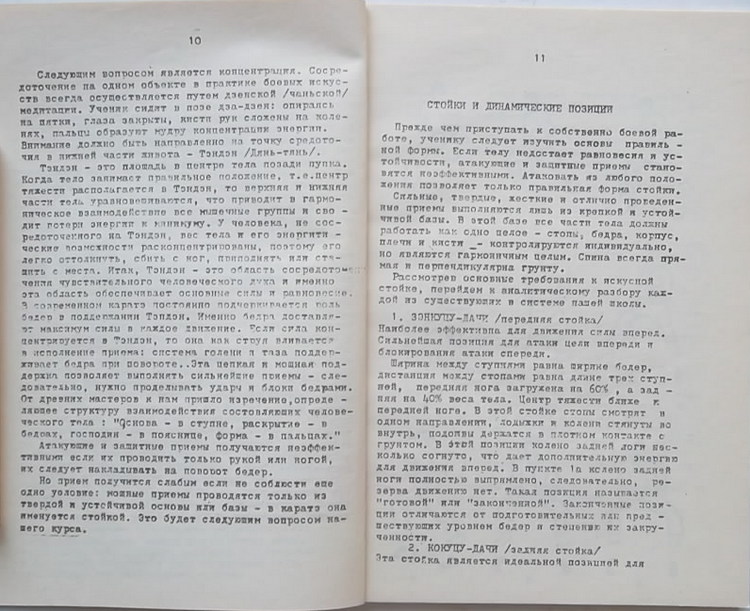 10
Следующим вопросом является концентрация. Сосре-
доточение на одном объекте в практике боевых искус-
ств всегда осуществляется путем дзенской /чаньской/
медитации. Ученик сидит в позе дза-дзен: опираясь
на пятки, глаза закрыты, кисти рук сложены на коле-
нях, пальцы образуют мудру концентрации энергии.
Внимание должно быть направленно на точку средото-
чия в нижней части живота - Тэндэн /Дянь-тянь/.
Тэндэн - это площадь в центре тела позади пупка.
Когда тело занимает правильное положение, т.е.центр
тяжести располагается в Тэндэн, то верхняя и нижняя
части тела уравновешиваются, что приводит в гармо-
ническое взаимодействие все мышечные группы и сво -
дит потери энергии к минимуму. У человека, не сос-
редоточенного на Тэндэн, вес тела и его энергити -
ческие возможности расконцентрированы, поэтому его
легко оттолкнуть, сбить с ног, приподнять или ста-
щить с места. Итак, Тэндэн - это область сосредоточен
чения чувствительного человеческого духа и именно
эта область обеспечивает основные силы и равновесие.
В современном каратэ постоянно подчеркивается роль
бедер в поддержании Тэндэн. Именно бедра доставля-
ют максимум силы в каждое движение. Если сила кон-
центрируется в Тэндэн, то она как струя вливается
в исполнение приема: система голени и таза поддер-
живает бедра при повороте.Эта цепкая и мощная под-
держка позволяет выполнять сильнейшие приемы - сле-
довательно, нужно проделывать удары и блоки бедрами.
От древних мастеров к нам пришло изречение,опреде -
ляющее структуру взаимодействия состовляющих челове-
ческого тела : "Основа - в ступне, раскрытие - в
бедрах, господин - в пояснице, форма - в пальцах."
Атакующие и защитные приемы получаются неэффек-
тивными если их проводить только рукой или ногой,
их следует накладывать на поворот бедер.
Но прием получится слабым если не соблюсти еще
одно условие: мощные приемы проводятся только из
твердой и устойчивой основы или базы - в каратэ она
именуется стойкой. Это будет следующим вопросом на-
шего курса.
11
СТОЙКИ И ДИНАМИЧЕСКИЕ ПОЗИЦИИ
Прежде чем приступать к собственно боевой ра-
боте, ученику следует изучить основы правиль -
ной формы. Если телу недостает равновесия и ус-
тойчивости, атакующие и защитные приемы стано-
вятся неэффективными. Атаковать из любого поло-
жения позволяет только правильная форма стойки.
Сильные, твердые, жесткие и отлично проведен-
ные приемы выполняются лишь из крепкой и устой-
чивой базы. В этой базе все части тела должны
работать как одно целое - стопы, бедра, корпус,
плечи и кисти - контролируются индивидуально,
но являются гармоничным целым. Спина всегда пря-
мая и перпендикулярна грунту.
Рассмотрев основные требования к искусной
стойке, перейдем к аналитическому разбору каж-
дой из существующих в системе нашей школы.
1. ЗЭНКУЦУ-ДАЧИ /передняя стойка/
Наиболее эффективна для движения силы вперед.
Сильнейшая позиция для атаки цели впереди и
блокирования атаки спереди.
Ширина между ступнями равна ширине бедер,
дистанция между стопами равна длине трех ступ-
ней, передняя нога загружена на 60% , а зад -
няя на 40% веса тела. Центр тяжести ближе к
передней ноге. В этой стойке стопы смотрят в
одном направлении, лодыжки и колени стянуты во
внутрь, подошвы держатся в плотном контакте с
грунтом. В этой позиции колено задней ноги нес-
колько согнуто, что дает дополнительную энергию
для движения вперед. В пункте 1а колено задней
ноги полностью выпрямлено, следовательно, ре-
зерва движению нет. Такая позиция называется
"готовой" или "законченной". Законченные пози-
ции отличаются от подготовительных или пред -
шествующих уровнем бедер и степенью их закру-
ченности.
2. КОКУЦУ-ДАЧИ /задняя стойка/
Эта стойка является идеальной позицией для